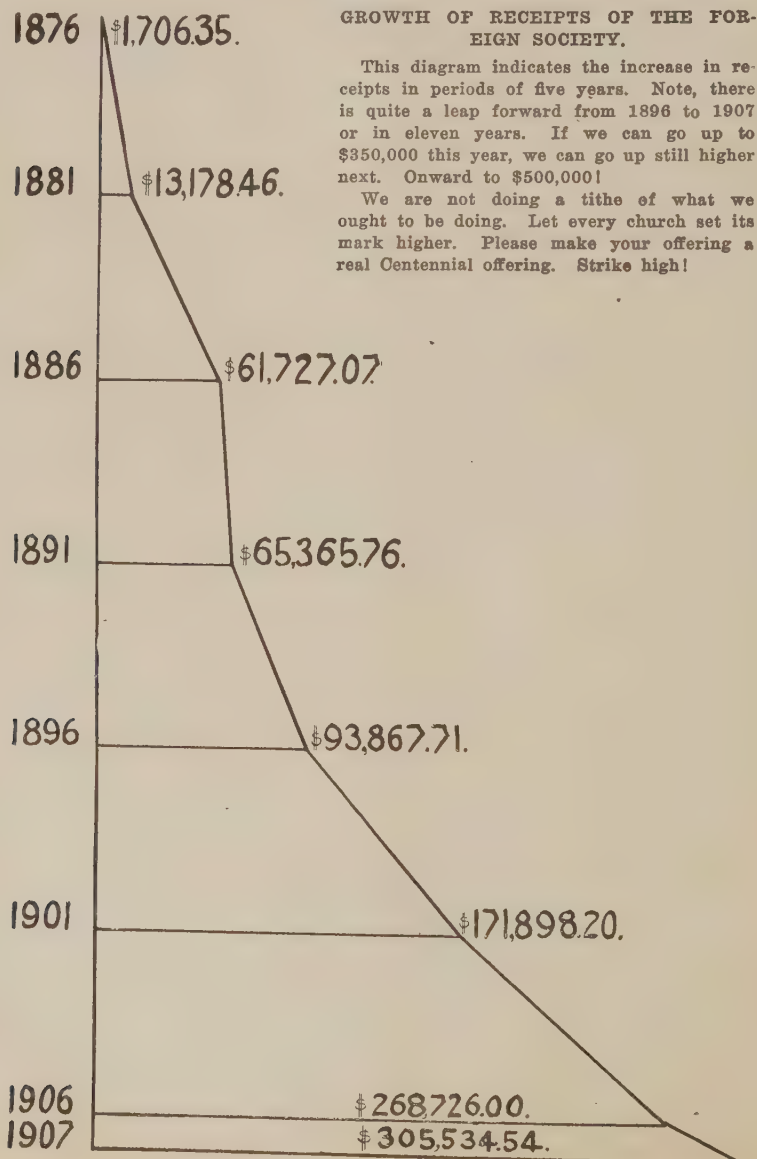 GROWTH OF RECEIPTS OF THE FOR-
EIGN SOCIETY.
This diagram indicates the increase in re-
ceipts in periods of five years. Note, there
is quite a leap forward from 1896 to 1907
or in eleven years. If we can go up to
$350,000 this year, we can go up still higher
next. Onward to $500,000!
We are not doing a tithe of what we
ought to be doing. Let every church set its
mark higher. Please make your offering a
real Centennial offering. Strike high!
1876 $1,706.35.
1881 $13,178.46.
1886 $61,727.07.
1891 $65,365.76.
1896 $93,867.71.
1901 $171,898.20.
1906 $268,726.00.
1907 $305,534.54.